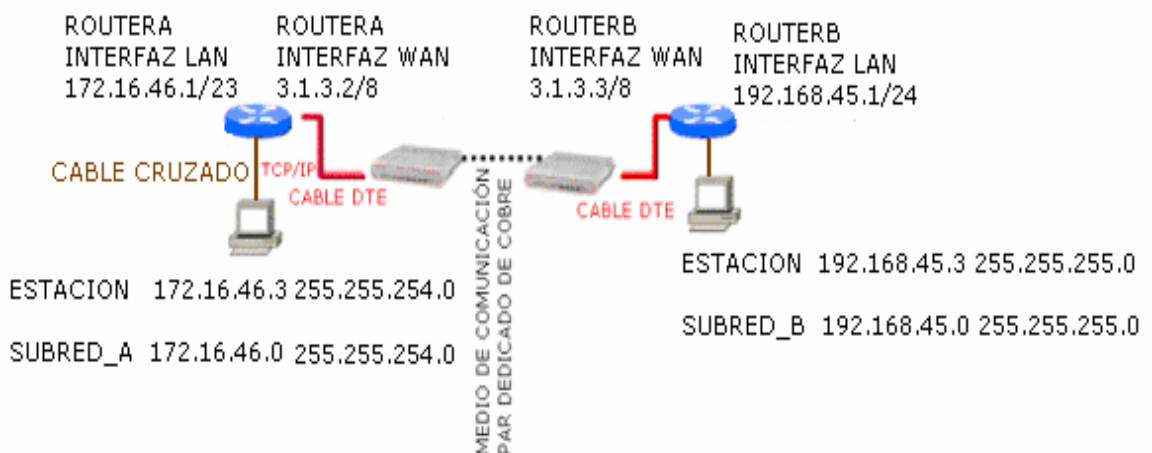 ROUTERA
INTERFAZ LAN
172.16.46.1/23
ROUTERA
INTERFAZ WAN
3.1.3.2/8
ROUTERB
INTERFAZ WAN
3.1.3.3/8
ROUTERB
INTERFAZ LAN
192.168.45.1/24
CABLE CRUZADO
TCP/IP
CABLE DTE
MEDIO DE COMUNICACIÓN
PAR DEDICADO DE COBRE
CABLE DTE
ESTACION 172.16.46.3 255.255.254.0
SUBRED_A 172.16.46.0 255.255.254.0
ESTACION 192.168.45.3 255.255.255.0
SUBRED_B 192.168.45.0 255.255.255.0